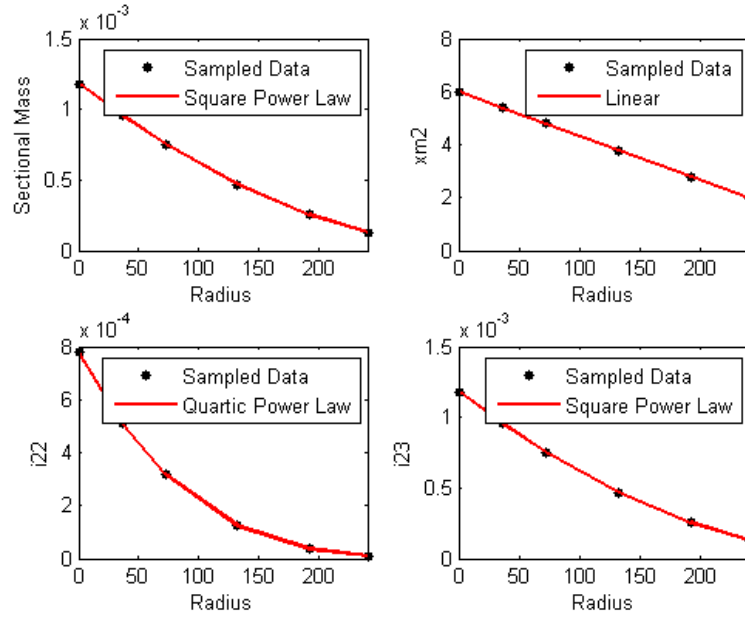 x 10-3
1.5
1
0.5
0
Sectional Mass
Sampled Data
Square Power Law
0 50 100 150 200
Radius
8
6
4
2
0
xm2
Sampled Data
Linear
0 50 100 150 200
Radius
x 10-4
8
6
4
2
0
i22
Sampled Data
Quartic Power Law
0 50 100 150 200
Radius
x 10-3
1.5
1
0.5
0
i23
Sampled Data
Square Power Law
0 50 100 150 200
Radius